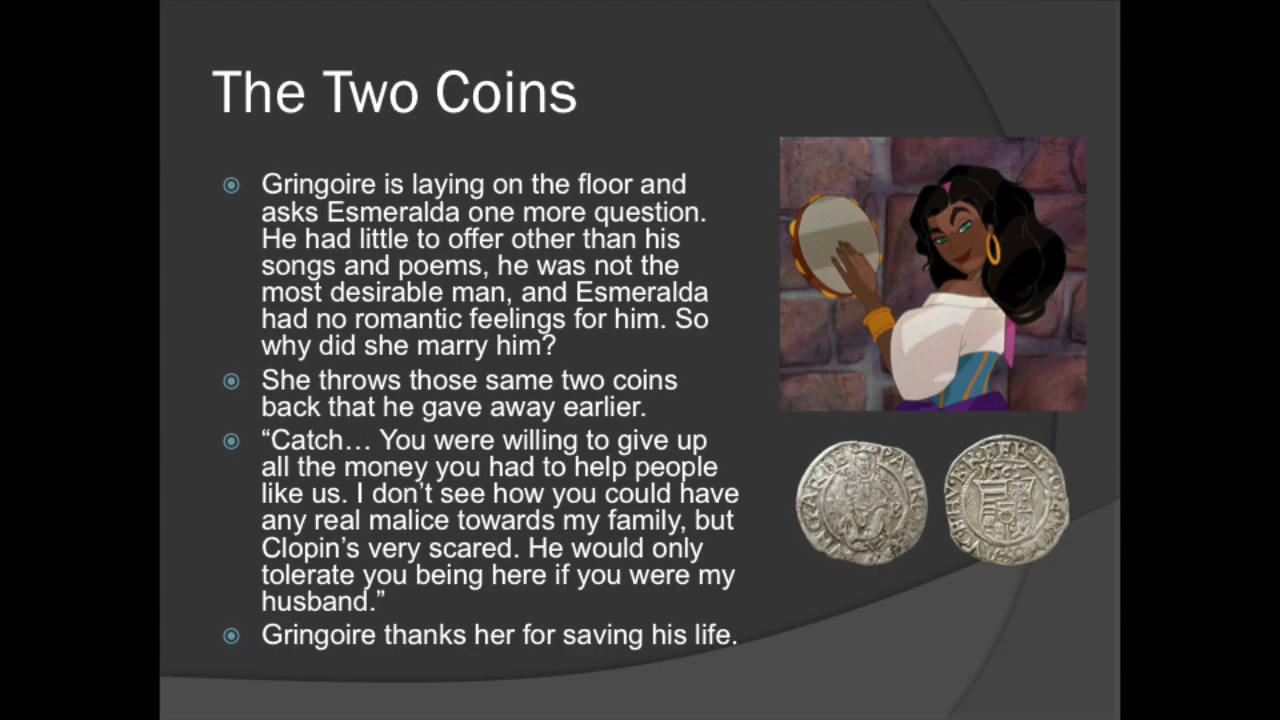 The Two Coins
Gringoire is laying on the floor and
asks Esmeralda one more question.
He had little to offer other than his
songs and poems, he was not the
most desirable man, and Esmeralda
had no romantic feelings for him. So
why did she marry him?
She throws those same two coins
back that he gave away earlier.
“Catch… You were willing to give up
all the money you had to help people
like us. I don’t see how you could have
any real malice towards my family, but
Clopin’s very scared. He would only
tolerate you being here if you were my
husband.”
Gringoire thanks her for saving his life.